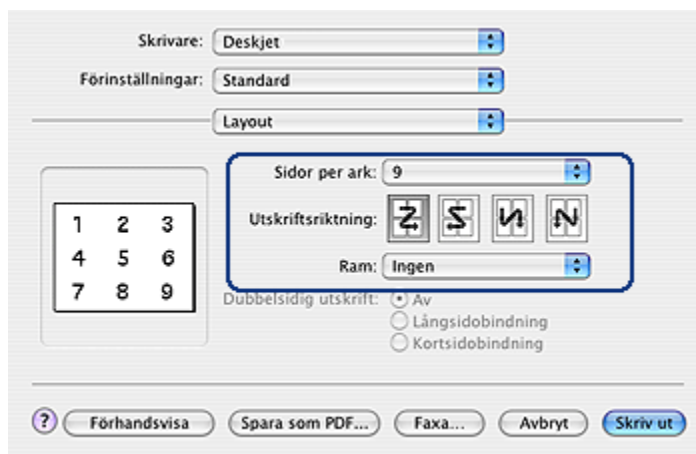 Skrivare: Deskjet
Förinställningar: Standard
Layout
Sidor per ark: 9
Utskriftsriktning:
Ram: Ingen
1 2 3
4 5 6
7 8 9
Dubbelsidig utskrift: Av
Långsidobindning
Kortsidobindning
? Förhandsvisa Spara som PDF... Faxa... Avbryt Skriv ut